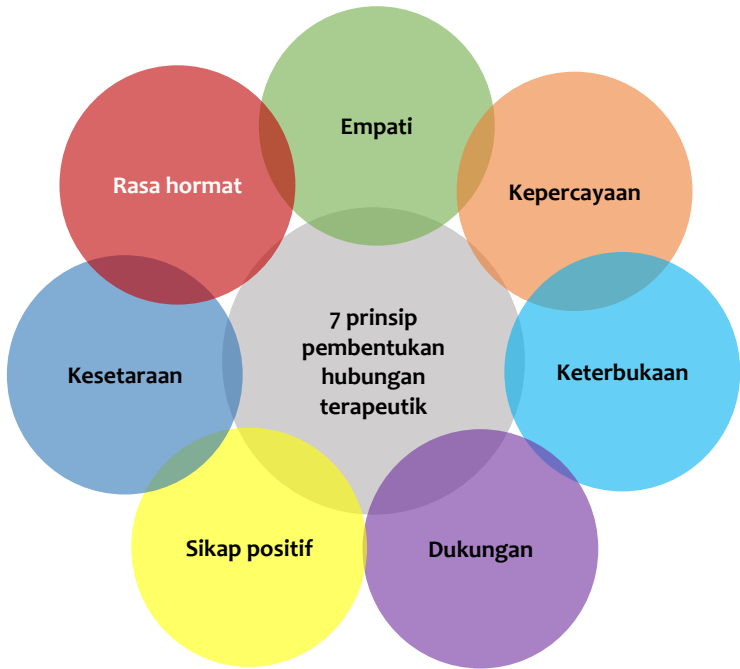 Empati
Rasa hormat
Kepercayaan
7 prinsip
pembentukan
hubungan
terapeutik
Kesetaraan
Keterbukaan
Sikap positif
Dukungan